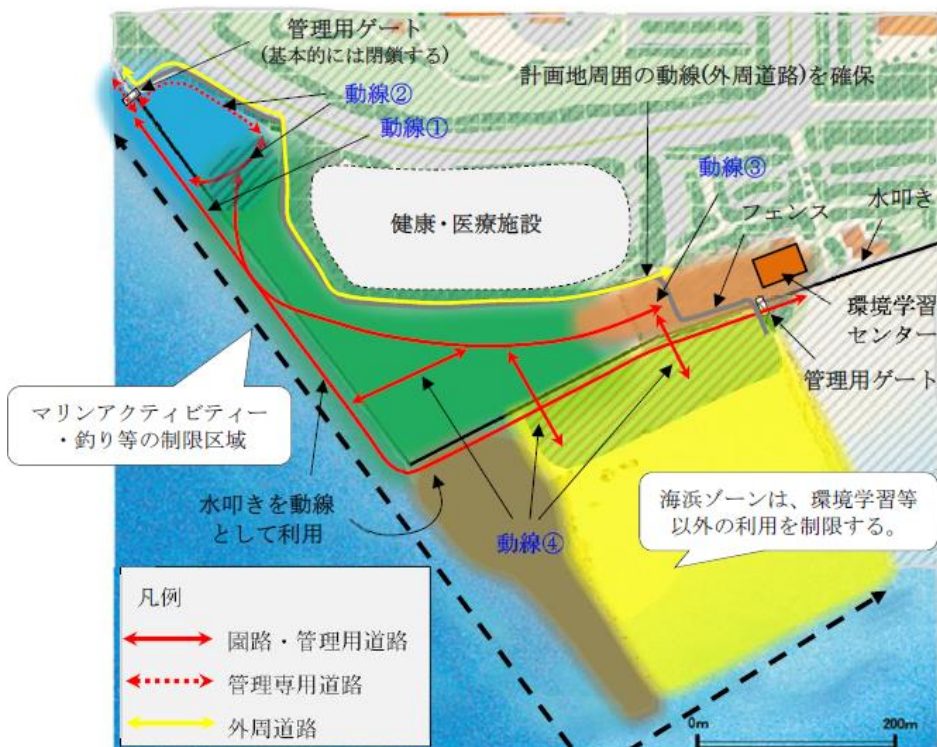 管理用ゲート
(基本的には閉鎖する)
計画地周囲の動線(外周道路)を確保
動線②
動線①
動線③
水叩き
フェンス
健康・医療施設
環境学習
センター
管理用ゲート
マリンアクティビティー
・釣り等の制限区域
水叩きを動線
として利用
動線④
海浜ゾーンは、環境学習等
以外の利用を制限する。
凡例
園路・管理用道路
管理専用道路
外周道路
0m
200m